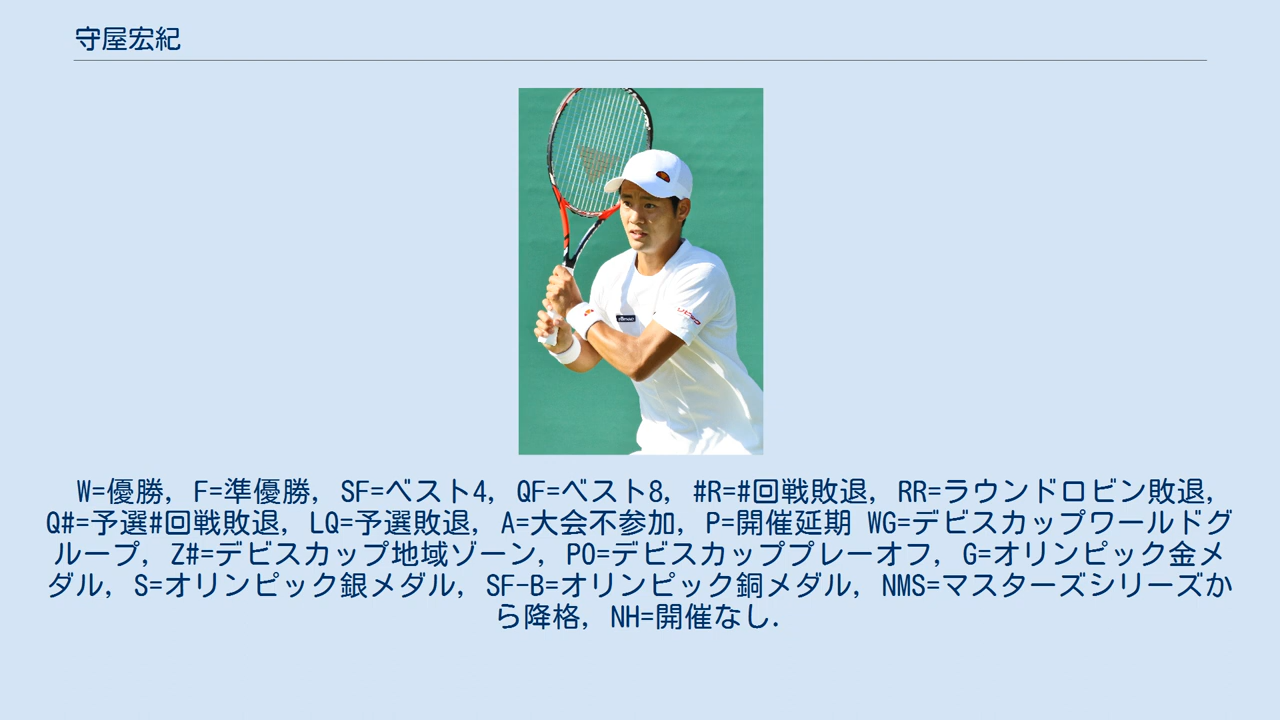 守屋宏紀
W=優勝, F=準優勝, SF=ベスト4, QF=ベスト8, #R=#回戦敗退, RR=ラウンドロビン敗退,
Q#=予選#回戦敗退, LQ=予選敗退, A=大会不参加, P=開催延期 WG=デビスカップワールドグ
ループ, Z#=デビスカップ地域ゾーン, PO=デビスカッププレーオフ, G=オリンピック金メ
ダル, S=オリンピック銀メダル, SF-B=オリンピック銅メダル, NMS=マスターズシリーズか
ら降格, NH=開催なし.